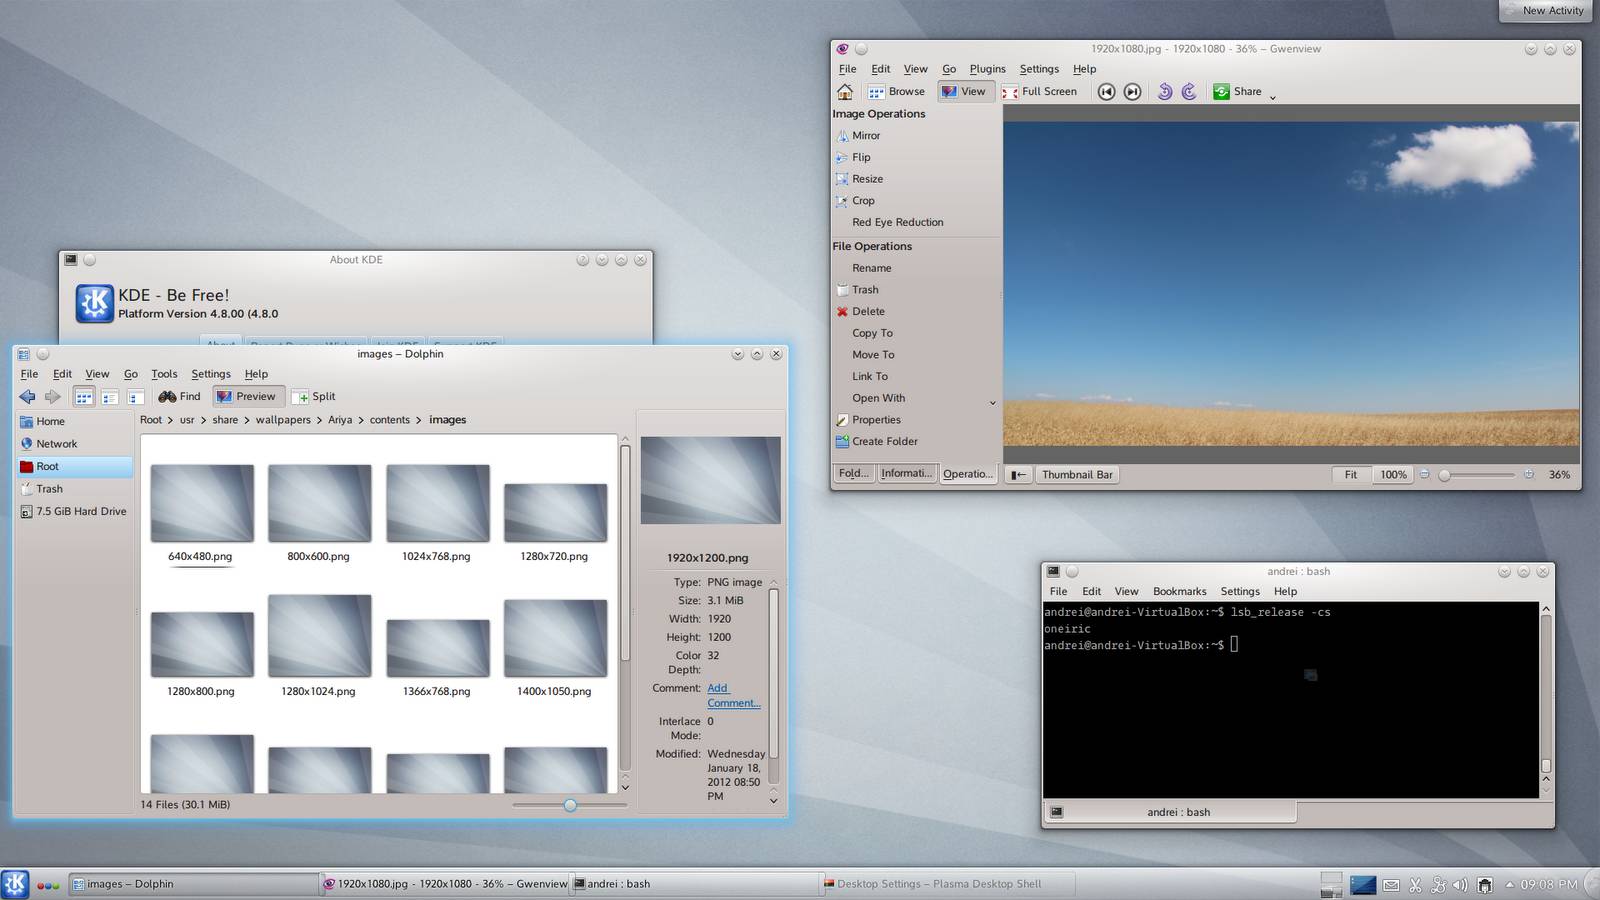 New Activity
1920x1080.jpg - 1920x1080 - 36% – Gwenview
File Edit View Go Plugins Settings Help
Browse View Full Screen Share
Image Operations
Mirror
Flip
Resize
Crop
Red Eye Reduction
File Operations
Rename
Trash
Delete
Copy To
Move To
Link To
Open With
Properties
Create Folder
Fold... Informati... Operatio... Thumbnail Bar Fit 100% 36%
About KDE
KDE - Be Free!
Platform Version 4.8.00 (4.8.0
About Join KDE Support KDE
images – Dolphin
File Edit View Go Tools Settings Help
Find Preview Split
Home
Network
Root
Trash
7.5 GiB Hard Drive
Root > usr > share > wallpapers > Ariya > contents > images
640x480.png 800x600.png 1024x768.png 1280x720.png
1280x800.png 1280x1024.png 1366x768.png 1400x1050.png
14 Files (30.1 MiB)
1920x1200.png
Type: PNG image
Size: 3.1 MiB
Width: 1920
Height: 1200
Color 32
Depth:
Comment: Add
Comment...
Interlace 0
Mode:
Modified: Wednesday
January 18,
2012 08:50
PM
andrei : bash
File Edit View Bookmarks Settings Help
andrei@andrei-VirtualBox:~$ lsb_release -cs
oneiric
andrei@andrei-VirtualBox:~$
andrei : bash
images – Dolphin 1920x1080.jpg - 1920x1080 - 36% – Gwenview andrei : bash Desktop Settings – Plasma Desktop Shell 09:08 PM